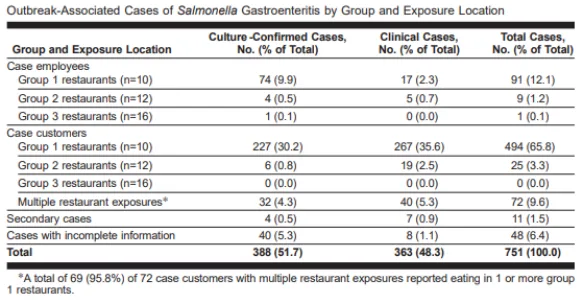 Outbreak-Associated Cases of Salmonella Gastroenteritis by Group and Exposure Location
Culture -Confirmed Cases, Clinical Cases, Total Cases,
Group and Exposure Location No. (% of Total) No. (% of Total) No. (% of Total)
Case employees
Group 1 restaurants (n=10) 74 (9.9) 17 (2.3) 91 (12.1)
Group 2 restaurants (n=12) 4 (0.5) 5 (0.7) 9 (1.2)
Group 3 restaurants (n=16) 1 (0.1) 0 (0.0) 1 (0.1)
Case customers
Group 1 restaurants (n=10) 227 (30.2) 267 (35.6) 494 (65.8)
Group 2 restaurants (n=12) 6 (0.8) 19 (2.5) 25 (3.3)
Group 3 restaurants (n=16) 0 (0.0) 0 (0.0) 0 (0.0)
Multiple restaurant exposures* 32 (4.3) 40 (5.3) 72 (9.6)
Secondary cases 4 (0.5) 7 (0.9) 11 (1.5)
Cases with incomplete information 40 (5.3) 8 (1.1) 48 (6.4)
Total 388 (51.7) 363 (48.3) 751 (100.0)
*A total of 69 (95.8%) of 72 case customers with multiple restaurant exposures reported eating in 1 or more group
1 restaurants.